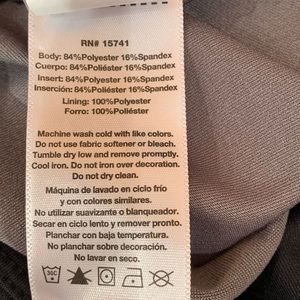 RN# 15741
Body: 84%Polyester 16%Spandex
Cuerpo: 84%Poliéster 16%Spandex
insert: 84%Polyester 16%Spandex
Inserción: 84%Poliéster 16%Spandex
Lining: 100%Polyester
Forro: 100%Poliéster
Machine wash cold with like colors.
Do not use fabric softener or bleach.
Tumble dry low and remove promptly.
Cool iron. Do not iron over decoration.
Do not dry clean.
Máquina de lavado en ciclo frío
y con colores similares.
No utilizar suavizante o blanqueador.
Secar en ciclo lento y remover pronto.
Planchar con baja temperatura.
No planchar sobre decoración.
No lavar en seco.
30C